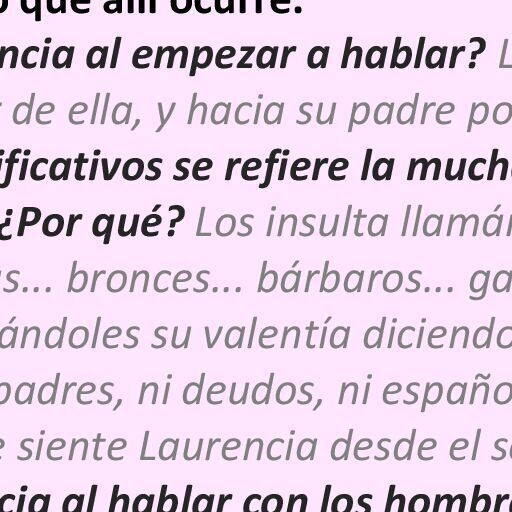 que allí ocurre.
ncia al empezar a hablar?
de ella, y hacia su padre po
ificativos se refiere la much
¿Por qué? Los insulta llamán
s... bronces... bárbaros... ga
ándoles su valentía diciendo
padres, ni deudos, ni españo
siente Laurencia desde el s
cia al hablar con los hombre